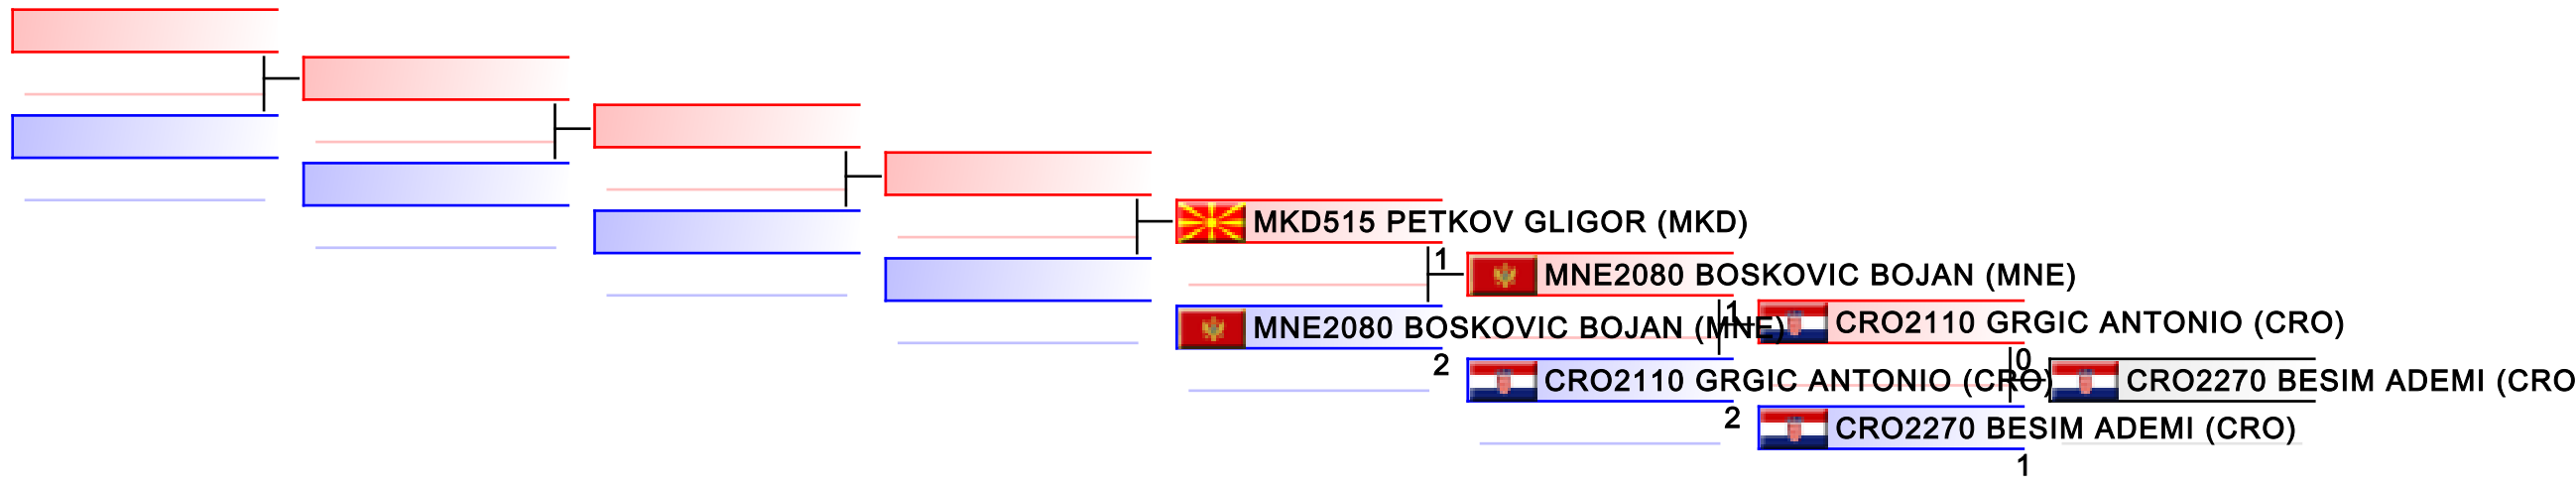 MKD515 PETKOV GLIGOR (MKD)
1
MNE2080 BOSKOVIC BOJAN (MNE)
MNE2080 BOSKOVIC BOJAN (MNE)
2
1
CRO2110 GRGIC ANTONIO (CRO)
CRO2110 GRGIC ANTONIO (CRO)
2
0
CRO2270 BESIM ADEMI (CRO
CRO2270 BESIM ADEMI (CRO)
1